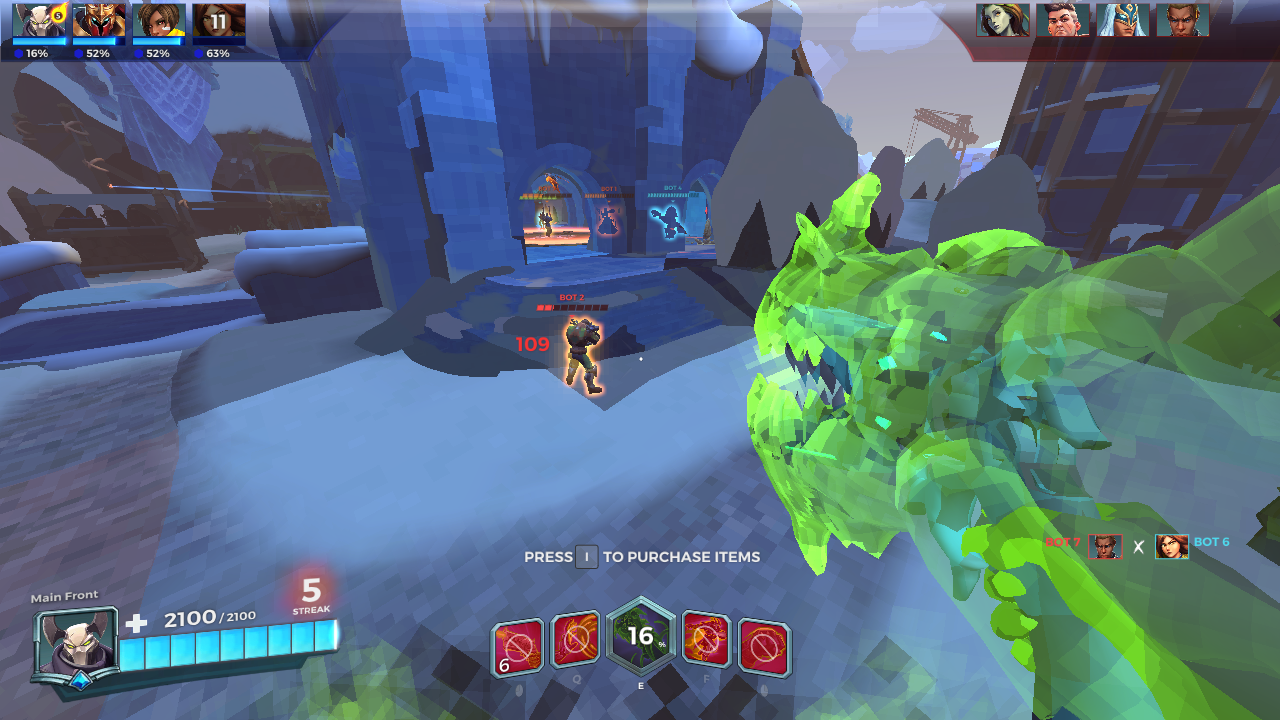 5
11
16%
52%
52%
63%
BOT 1
BOT 4
BOT 2
109
PRESS I TO PURCHASE ITEMS
BOT 7 X BOT 6
Main Front
2100/2100
5
STREAK
6
16%
Q
E
F